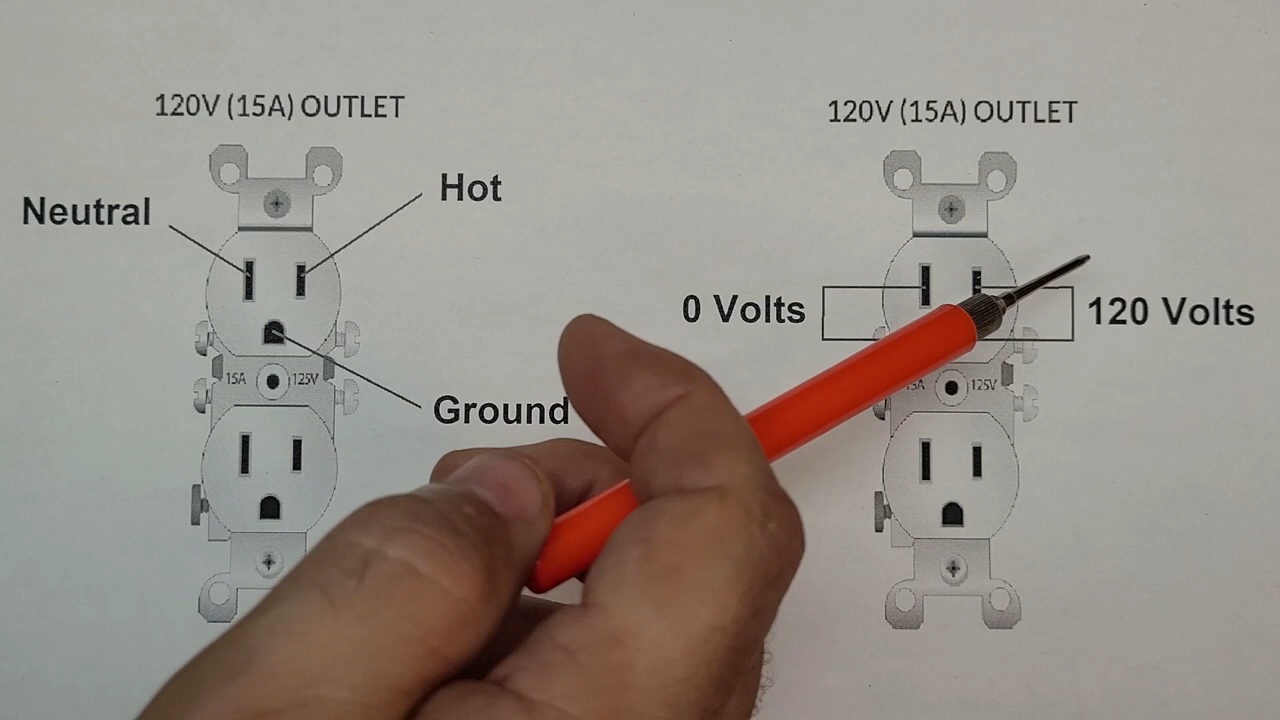 120V (15A) OUTLET
Neutral
Hot
15A 125V
Ground
120V (15A) OUTLET
0 Volts
120 Volts
125V